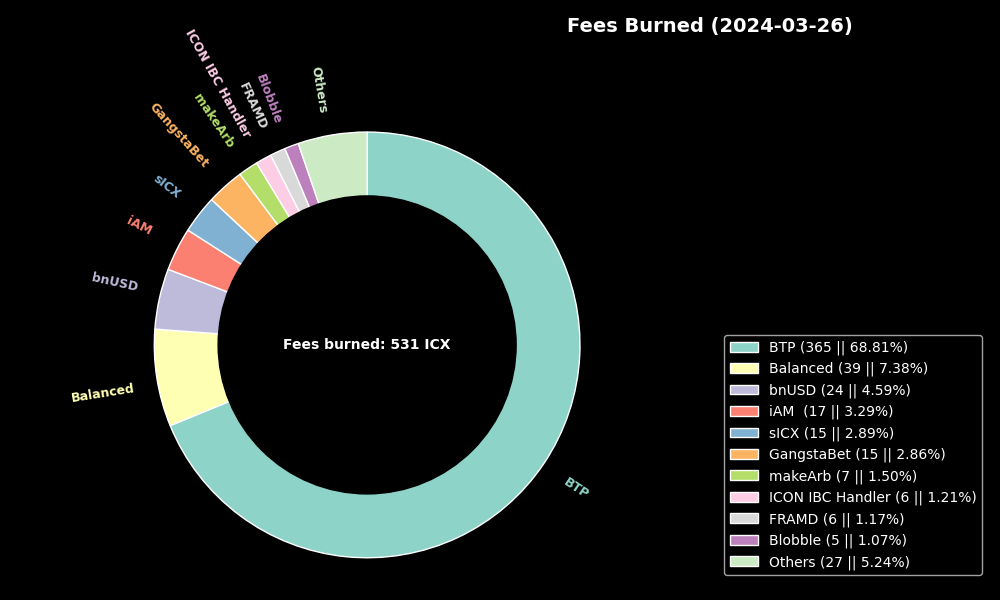 Fees Burned (2024-03-26)
ICON IBC Handler
Blobble
Others
FRAMD
makeArb
GangstaBet
sICX
iAM
bnUSD
Balanced
Fees burned: 531 ICX
BTP
BTP (365 || 68.81%)
Balanced (39 || 7.38%)
bnUSD (24 || 4.59%)
iAM  (17 || 3.29%)
sICX (15 || 2.89%)
GangstaBet (15 || 2.86%)
makeArb (7 || 1.50%)
ICON IBC Handler (6 || 1.21%)
FRAMD (6 || 1.17%)
Blobble (5 || 1.07%)
Others (27 || 5.24%)